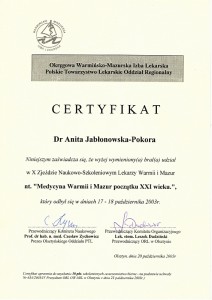 Okręgowa Warmińsko-Mazurska Izba Lekarska
Polskie Towarzystwo Lekarskie Oddział Regionalny
CERTYFIKAT
Dr Anita Jabłonowska-Pokora
Niniejszym zaświadcza się, że wyżej wymieniony(a) brał(a) udział
w X Zjeździe Naukowo-Szkoleniowym Lekarzy Warmii i Mazur
nt. "Medycyna Warmii i Mazur początku XXI wieku.",
który odbył się w dniach 17 - 18 października 2003r.
Przewodniczący Komitetu Naukowego
Przewodniczący Komitetu Organizacyjnego
Prof. dr hab. n. med. Czesław Żychowicz
Lek. stom. Leszek Dudziński
Prezes Olsztyńskiego Oddziału PTL
Przewodniczący ORL w Olsztynie
Olsztyn, dnia 20 października 2003r.